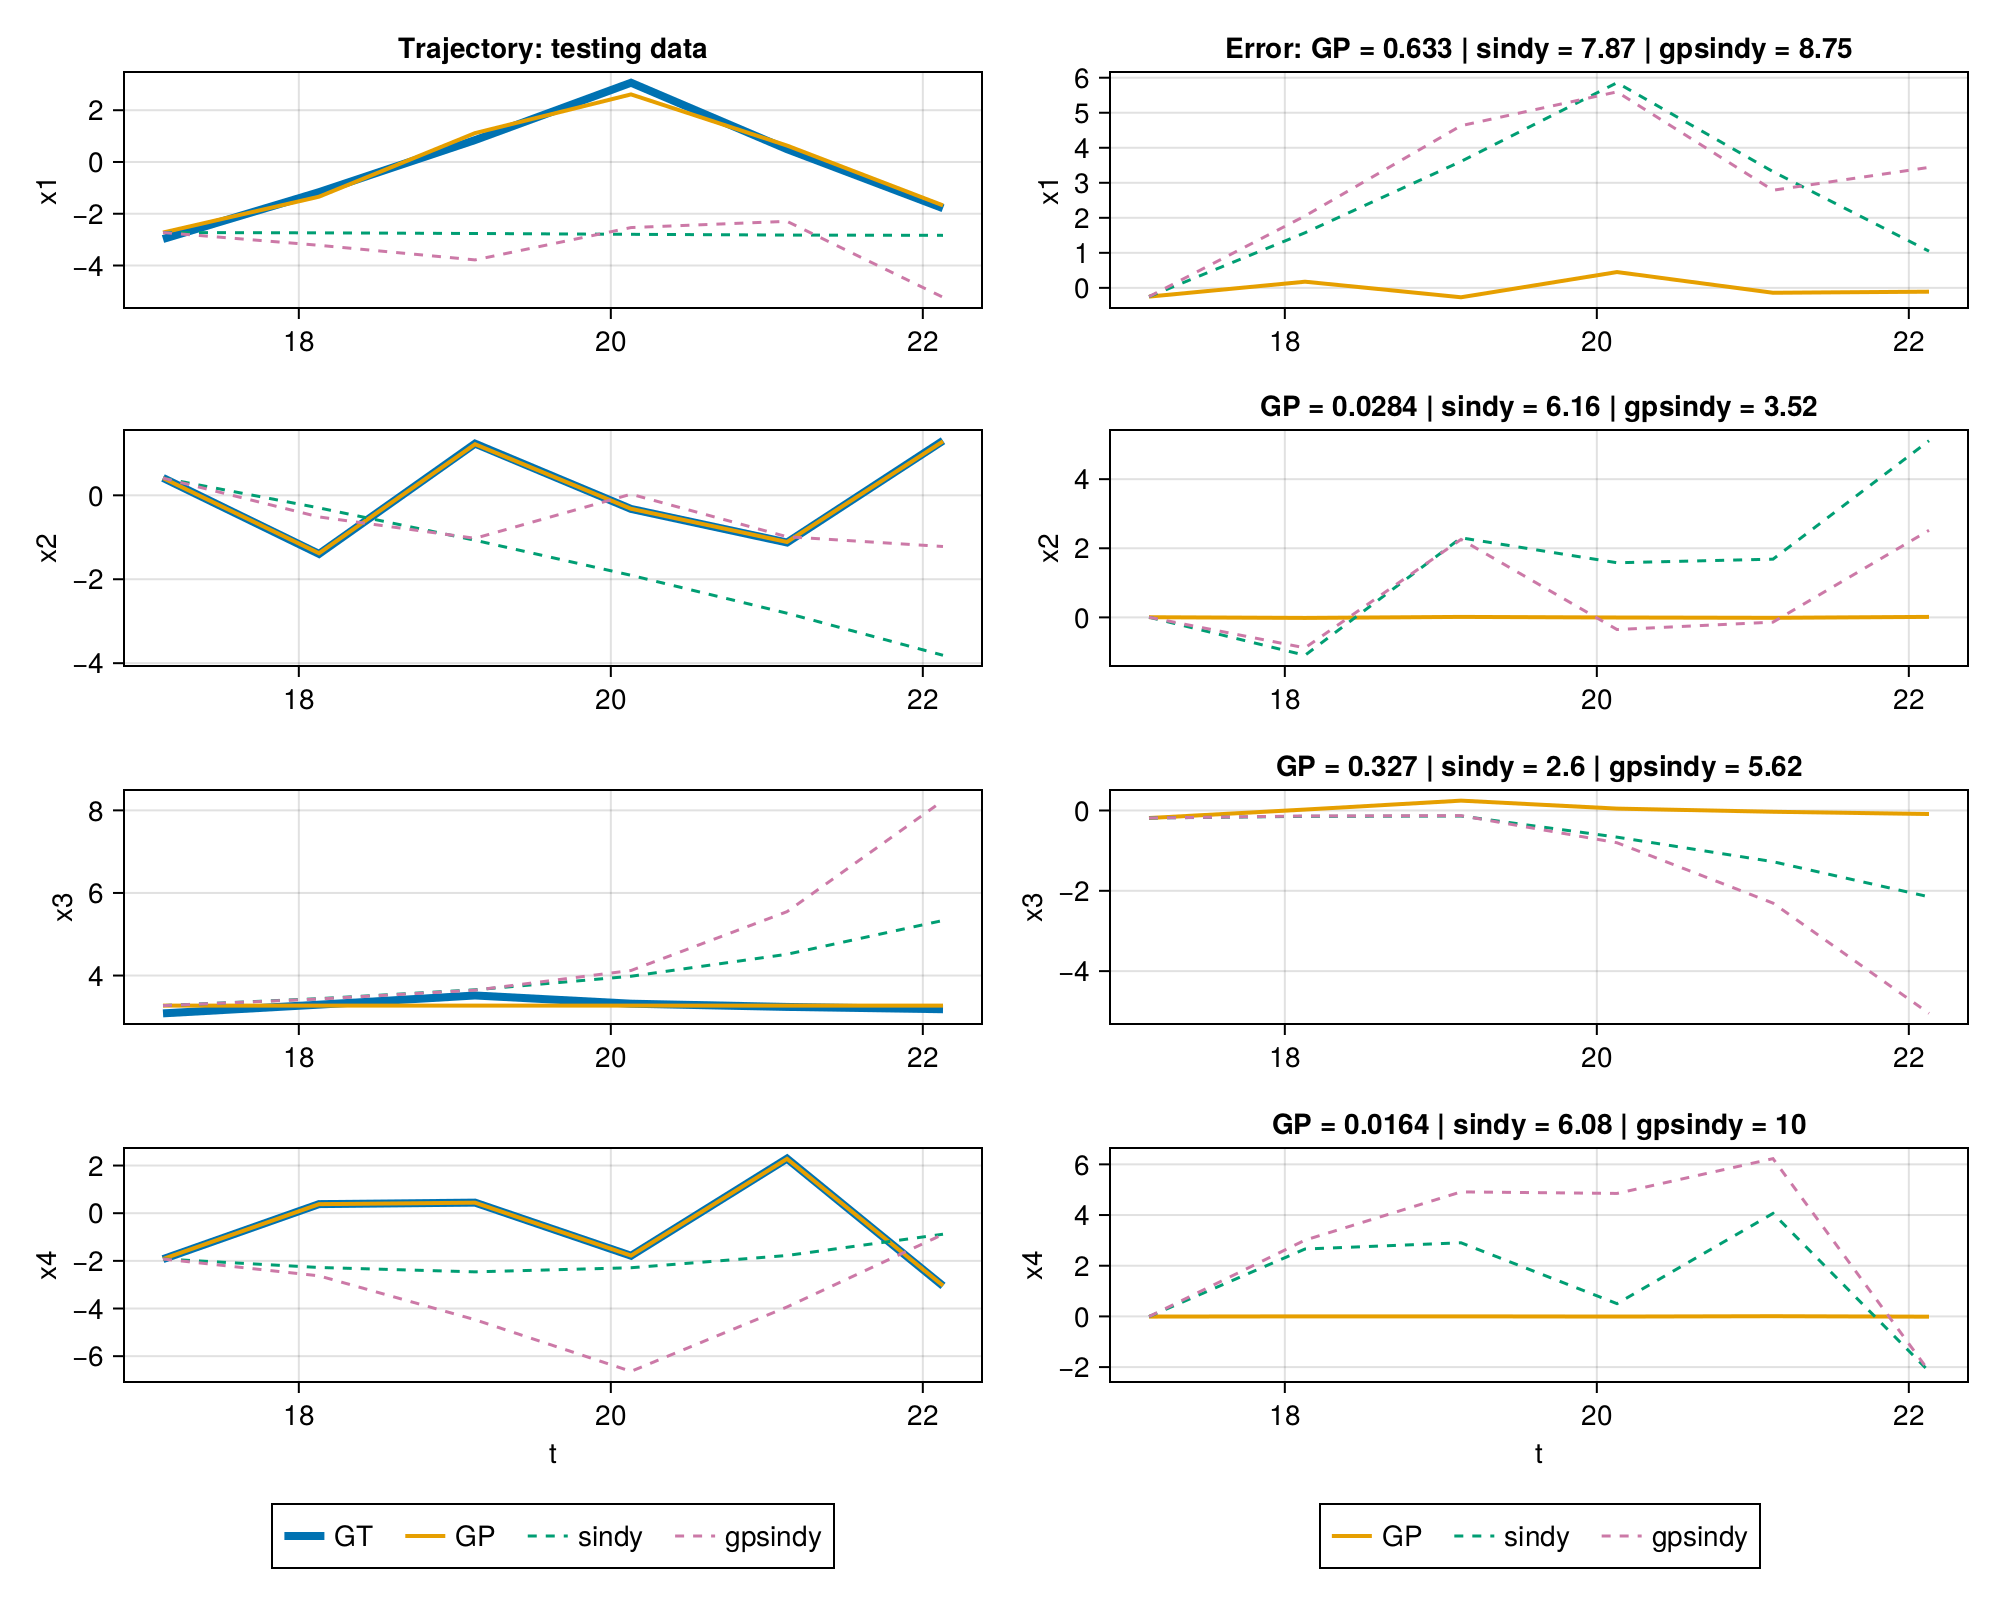 Trajectory: testing data
x1
2
0
−2
−4
18 20 22
Error: GP = 0.633 | sindy = 7.87 | gpsindy = 8.75
x1
6
5
4
3
2
1
0
18 20 22
x2
0
−2
−4
18 20 22
GP = 0.0284 | sindy = 6.16 | gpsindy = 3.52
x2
4
2
0
18 20 22
x3
8
6
4
18 20 22
GP = 0.327 | sindy = 2.6 | gpsindy = 5.62
x3
0
−2
−4
18 20 22
x4
2
0
−2
−4
−6
18 20 22
t
GP = 0.0164 | sindy = 6.08 | gpsindy = 10
x4
6
4
2
0
−2
18 20 22
t
GT GP sindy gpsindy
GP sindy gpsindy